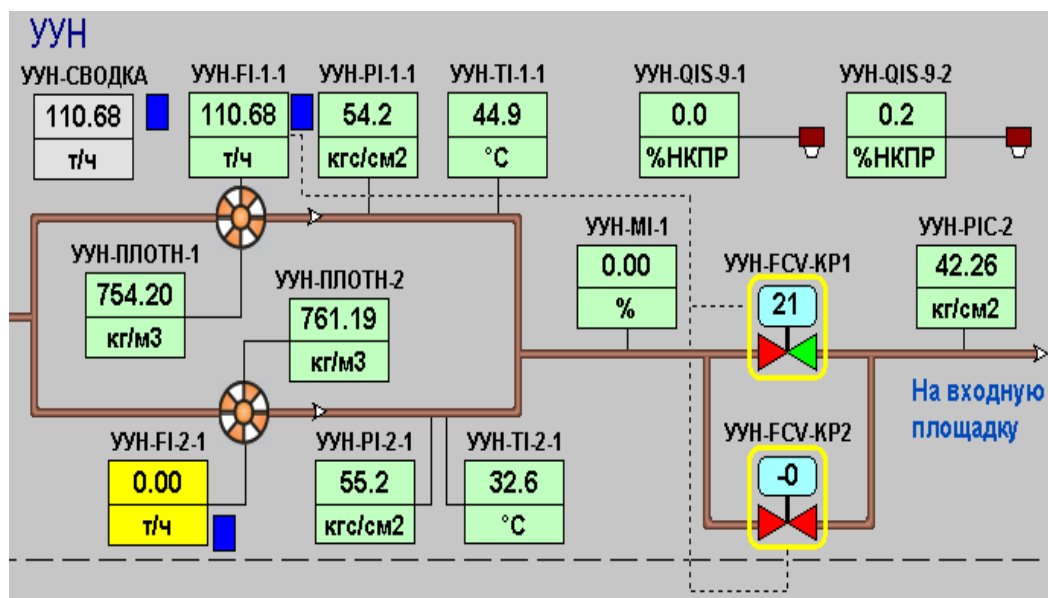 УУН
УУН-СВОДКА
110.68
т/ч
УУН-FI-1-1
110.68
т/ч
УУН-PI-1-1
54.2
кгс/см2
УУН-TI-1-1
44.9
°C
УУН-QIS-9-1
0.0
%НКПР
УУН-QIS-9-2
0.2
%НКПР
УУН-ПЛОТН-1
754.20
кг/м3
УУН-ПЛОТН-2
761.19
кг/м3
УУН-MI-1
0.00
%
УУН-FCV-KP1
21
УУН-PIC-2
42.26
кг/см2
На входную
площадку
УУН-FI-2-1
0.00
т/ч
УУН-PI-2-1
55.2
кгс/см2
УУН-TI-2-1
32.6
°C
УУН-FCV-KP2
-0